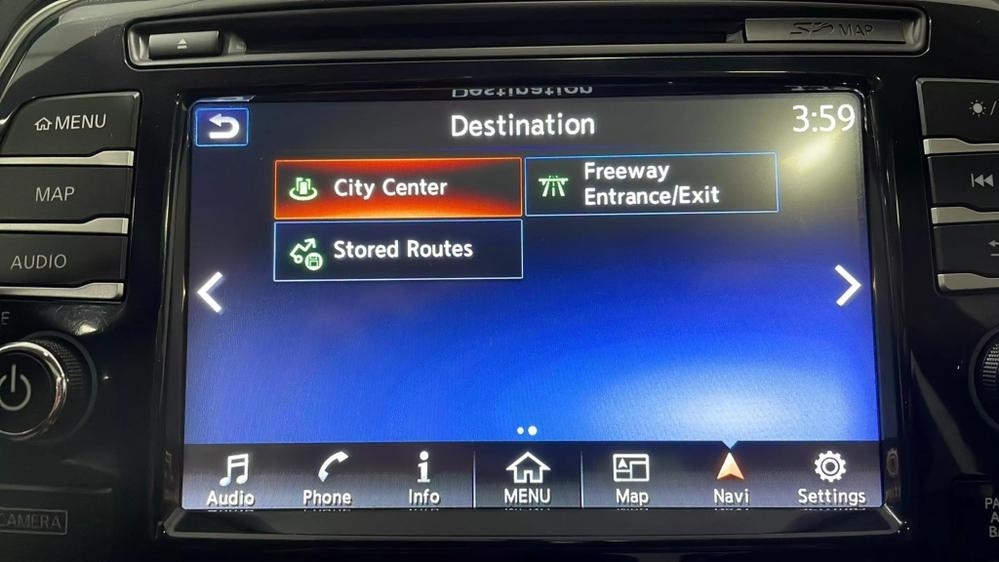 MAP
MENU
Destination
3:59
MAP
City Center
Freeway
Entrance/Exit
AUDIO
Stored Routes
Audio
Phone
Info
MENU
Map
Navi
Settings
CAMERA